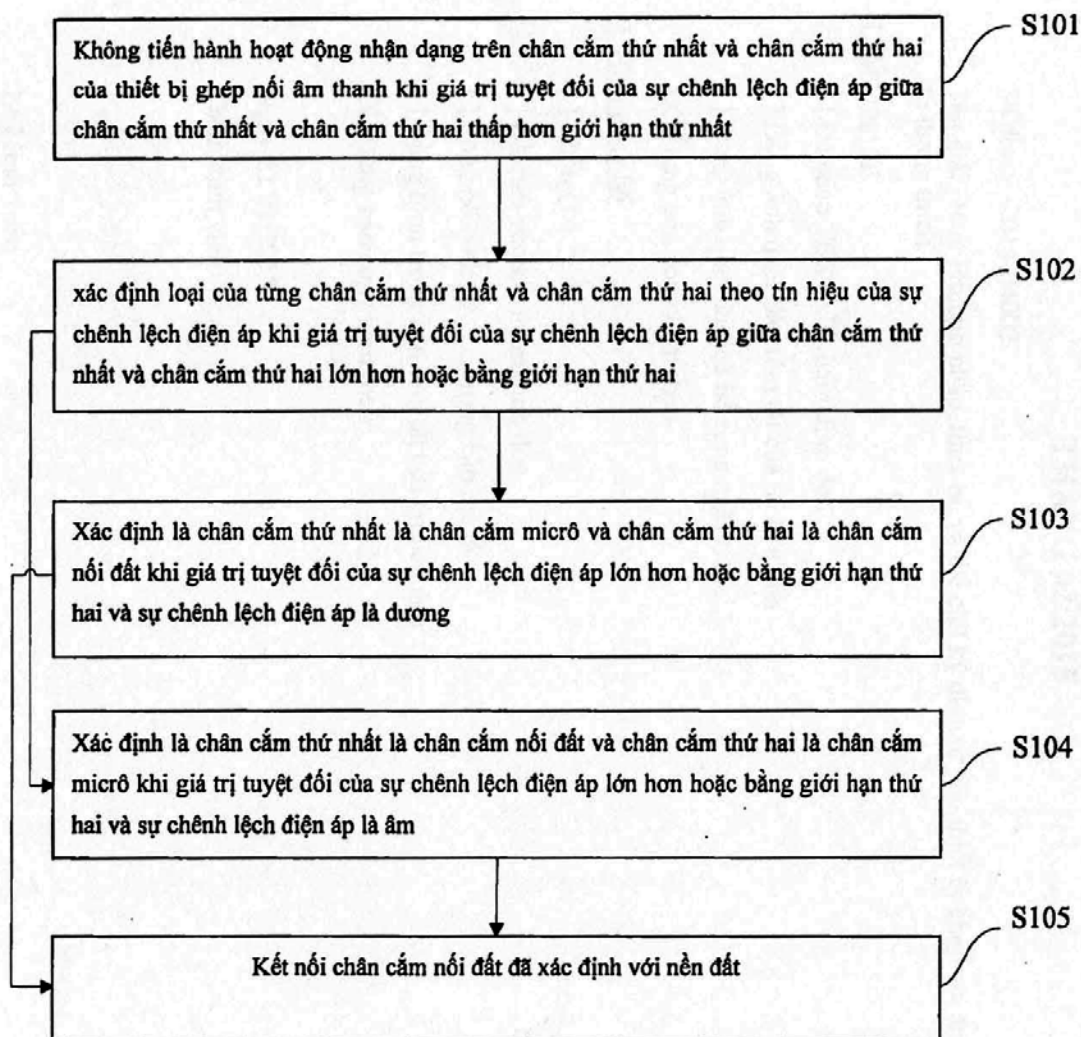 S101
Không tiến hành hoạt động nhận dạng trên chân cắm thứ nhất và chân cắm thứ hai
của thiết bị ghép nối âm thanh khi giá trị tuyệt đối của sự chênh lệch điện áp giữa
chân cắm thứ nhất và chân cắm thứ hai thấp hơn giới hạn thứ nhất
S102
xác định loại của từng chân cắm thứ nhất và chân cắm thứ hai theo tín hiệu của sự
chênh lệch điện áp khi giá trị tuyệt đối của sự chênh lệch điện áp giữa chân cắm thứ
nhất và chân cắm thứ hai lớn hơn hoặc bằng giới hạn thứ hai
S103
Xác định là chân cắm thứ nhất là chân cắm micrô và chân cắm thứ hai là chân cắm
nối đất khi giá trị tuyệt đối của sự chênh lệch điện áp lớn hơn hoặc bằng giới hạn thứ
hai và sự chênh lệch điện áp là dương
S104
Xác định là chân cắm thứ nhất là chân cắm nối đất và chân cắm thứ hai là chân cắm
micrô khi giá trị tuyệt đối của sự chênh lệch điện áp lớn hơn hoặc bằng giới hạn thứ
hai và sự chênh lệch điện áp là âm
S105
Kết nối chân cắm nối đất đã xác định với nền đất